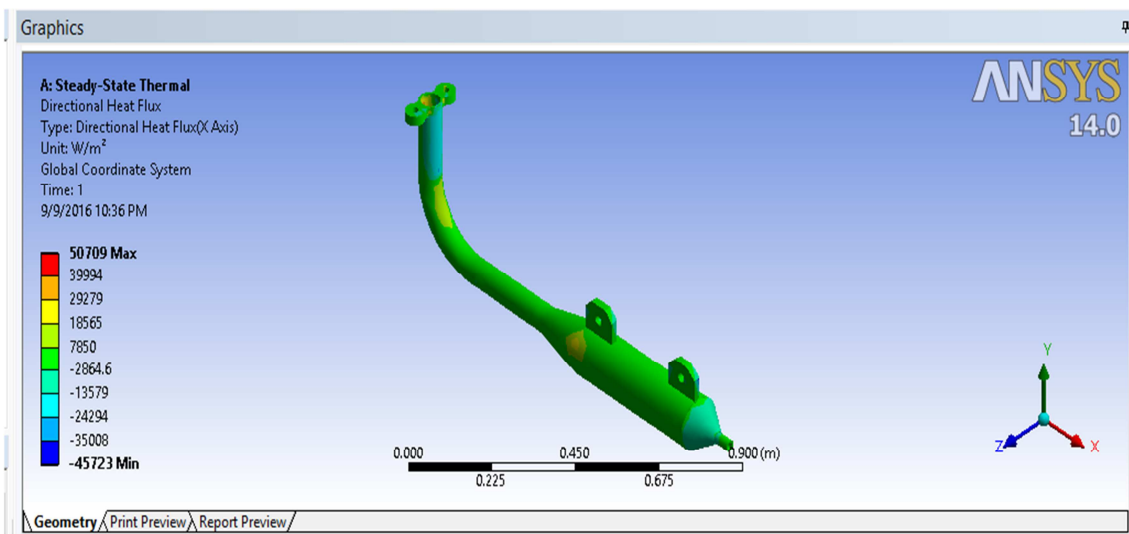 Graphics
A: Steady-State Thermal
Directional Heat Flux
Type: Directional Heat Flux(X Axis)
Unit: W/m²
Global Coordinate System
Time: 1
9/9/2016 10:36 PM
50709 Max
39994
29279
18565
7850
-2864.6
-13579
-24294
-35008
-45723 Min
ANSYS
14.0
0.000 0.450 0.900 (m)
0.225 0.675
Y
Z X
Geometry Print Preview Report Preview